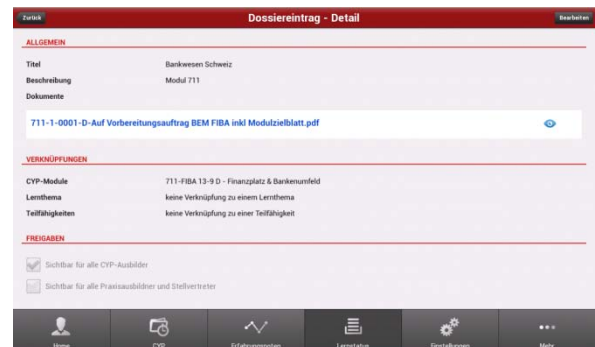 Zurück
Dossiereintrag - Detail
Bearbeiten
ALLGEMEIN
Titel Bankwesen Schweiz
Beschreibung Modul 711
Dokumente
711-1-0001-D-Auf Vorbereitungsauftrag BEM FIBA inkl Modulzielblatt.pdf
VERKNÜPFUNGEN
CYP-Module 711-FIBA 13-9 D - Finanzplatz & Bankenumfeld
Lernthema keine Verknüpfung zu einem Lernthema
Teilfähigkeiten keine Verknüpfung zu einer Teilfähigkeit
FREIGABEN
Sichtbar für alle CYP-Ausbilder
Sichtbar für alle Praxisausbildner und Stellvertreter
Home CYP Erfahrungsnoten Lernstatus Einstellungen Mehr